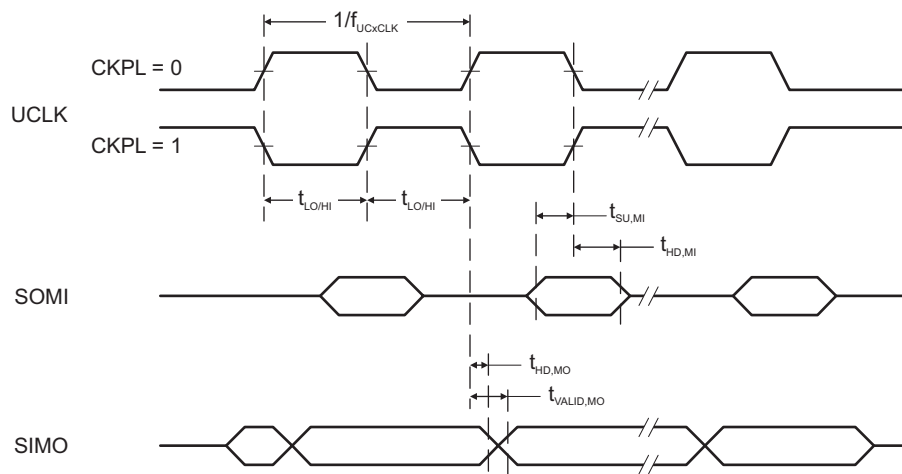 1/fUCxCLK
CKPL = 0
UCLK
CKPL = 1
tLO/HI tLO/HI
tSU,MI
tHD,MI
SOMI
tHD,MO
tVALID,MO
SIMO